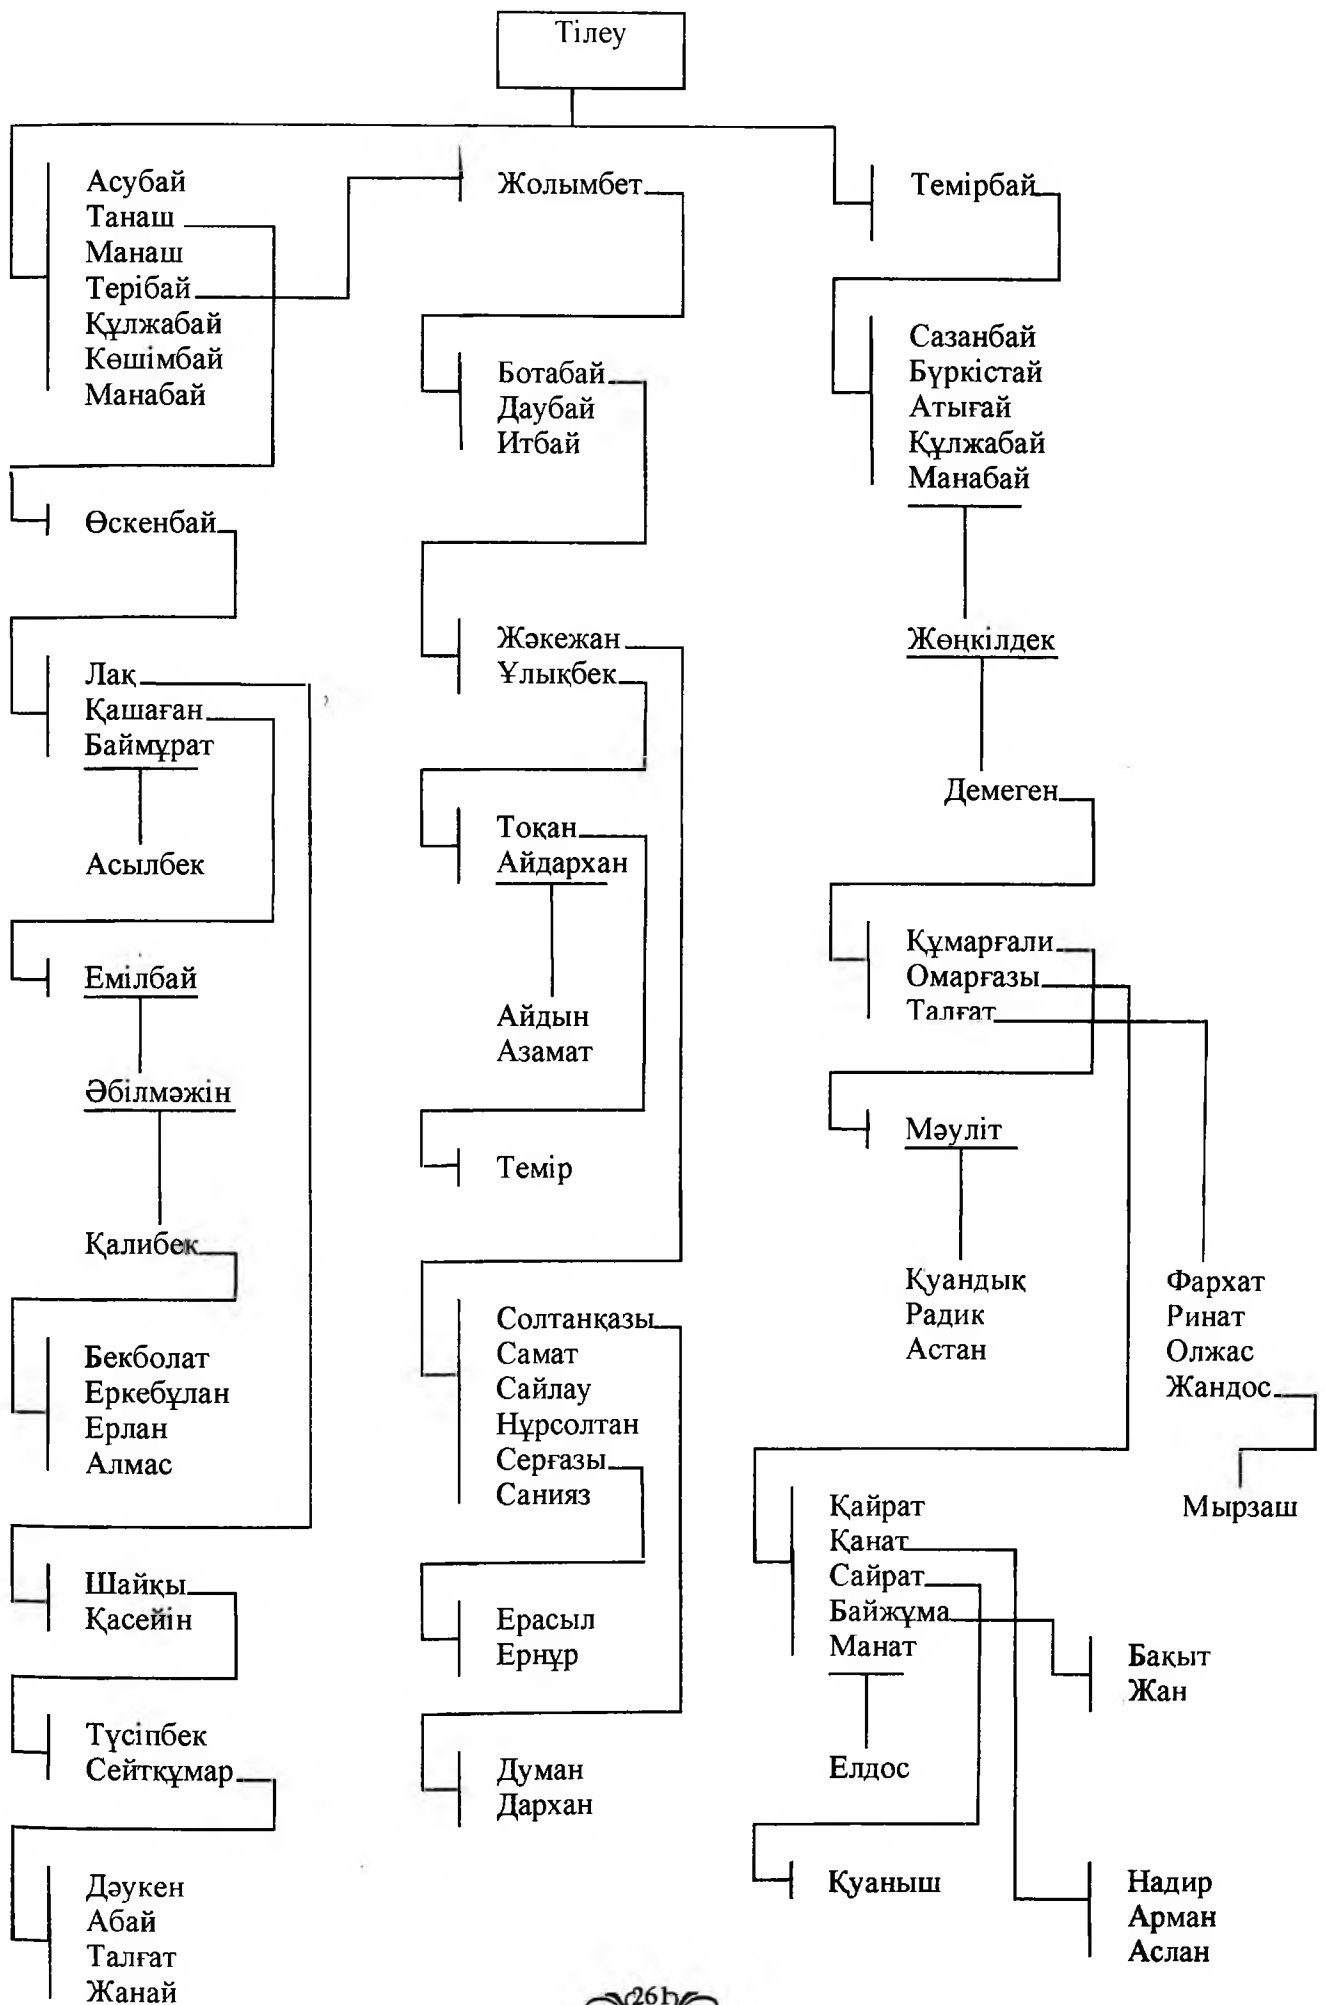 Тілеу
Асубай
Танаш
Манаш
Терібай
Құлжабай
Көшімбай
Манабай
Өскенбай
Лақ
Қашаған
Баймұрат
Асылбек
Емілбай
Әбілмәжін
Қалибек
Бекболат
Еркебұлан
Ерлан
Алмас
Шайқы
Қасейін
Түсіпбек
Сейтқұмар
Дәукен
Абай
Талғат
Жанай
Жолымбет
Ботабай
Даубай
Итбай
Жәкежан
Ұлықбек
Тоқан
Айдархан
Айдын
Азамат
Темір
Солтанқазы
Самат
Сайлау
Нұрсолтан
Серғазы
Санияз
Ерасыл
Ернұр
Думан
Дархан
Темірбай
Сазанбай
Бүркістай
Атығай
Құлжабай
Манабай
Жөңкілдек
Демеген
Құмарғали
Омарғазы
Талғат
Мәуліт
Қуандық
Радик
Астан
Фархат
Ринат
Олжас
Жандос
Мырзаш
Қайрат
Қанат
Сайрат
Байжұма
Манат
Бақыт
Жан
Елдос
Қуаныш
Надир
Арман
Аслан
261